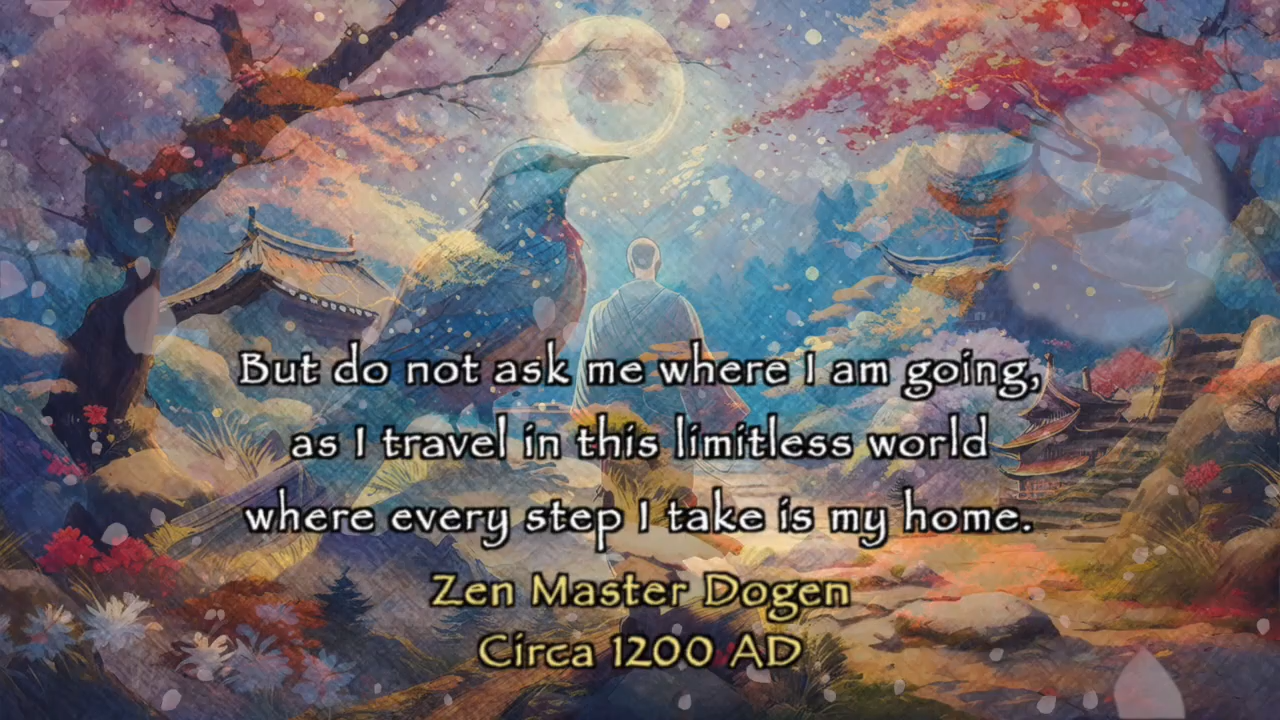 But do not ask me where I am going,
as I travel in this limitless world
where every step I take is my home.
Zen Master Dogen
Circa 1200 AD